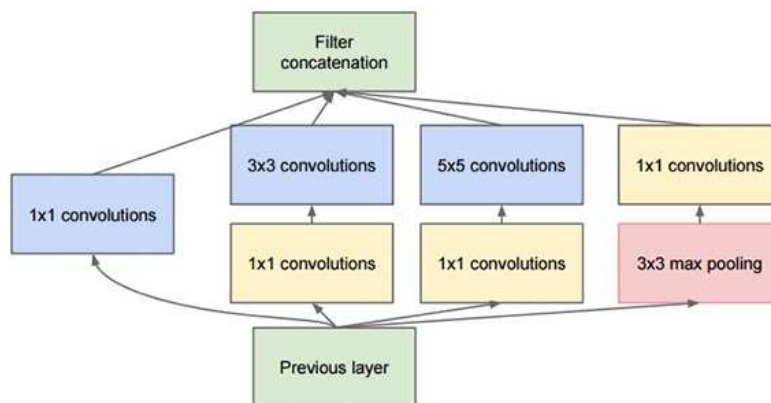 Filter
concatenation
3x3 convolutions
5x5 convolutions
1x1 convolutions
1x1 convolutions
1x1 convolutions
1x1 convolutions
3x3 max pooling
Previous layer